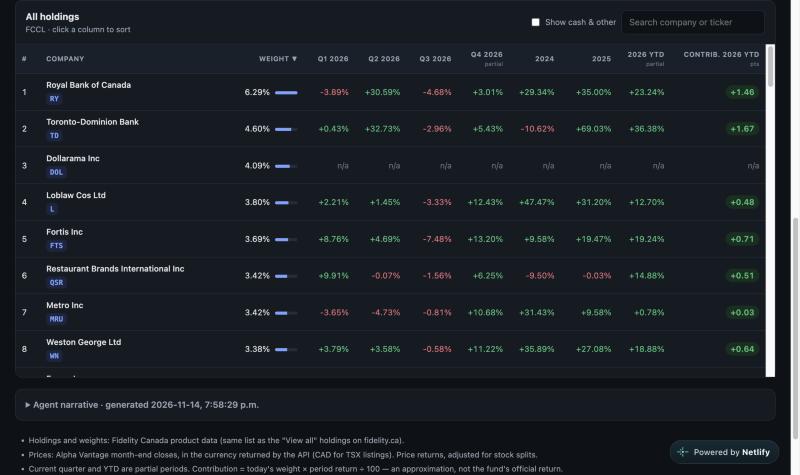 All holdings
FCCL · click a column to sort
Show cash & other
Search company or ticker
# COMPANY WEIGHT ▼ Q1 2026 Q2 2026 Q3 2026 Q4 2026 partial 2024 2025 2026 YTD partial CONTRIB. 2026 YTD pts
1 Royal Bank of Canada RY 6.29% -3.89% +30.59% -4.68% +3.01% +29.34% +35.00% +23.24% +1.46
2 Toronto-Dominion Bank TD 4.60% +0.43% +32.73% -2.96% +5.43% -10.62% +69.03% +36.38% +1.67
3 Dollarama Inc DOL 4.09% n/a n/a n/a n/a n/a n/a n/a n/a
4 Loblaw Cos Ltd L 3.80% +2.21% +1.45% -3.33% +12.43% +47.47% +31.20% +12.70% +0.48
5 Fortis Inc FTS 3.69% +8.76% +4.69% -7.48% +13.20% +9.58% +19.47% +19.24% +0.71
6 Restaurant Brands International Inc QSR 3.42% +9.91% -0.07% -1.56% +6.25% -9.50% -0.03% +14.88% +0.51
7 Metro Inc MRU 3.42% -3.65% -4.73% -0.81% +10.68% +31.43% +9.58% +0.78% +0.03
8 Weston George Ltd WN 3.38% +3.79% +3.58% -0.58% +11.22% +35.89% +27.08% +18.88% +0.64
▶ Agent narrative · generated 2026-11-14, 7:58:29 p.m.
• Holdings and weights: Fidelity Canada product data (same list as the "View all" holdings on fidelity.ca).
• Prices: Alpha Vantage month-end closes, in the currency returned by the API (CAD for TSX listings). Price returns, adjusted for stock splits.
• Current quarter and YTD are partial periods. Contribution = today's weight × period return ÷ 100 — an approximation, not the fund's official return.
Powered by Netlify